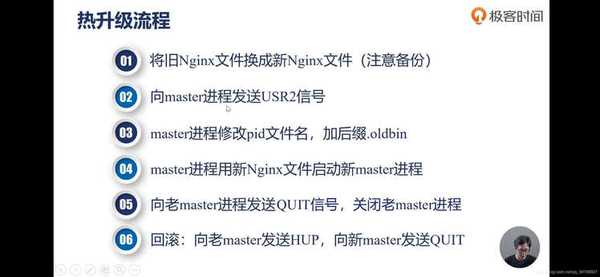 热升级流程
极客时间
01 将旧Nginx文件换成新Nginx文件（注意备份）
02 向master进程发送USR2信号
03 master进程修改pid文件名，加后缀.oldbin
04 master进程用新Nginx文件启动新master进程
05 向老master进程发送QUIT信号，关闭老master进程
06 回滚：向老master发送HUP，向新master发送QUIT